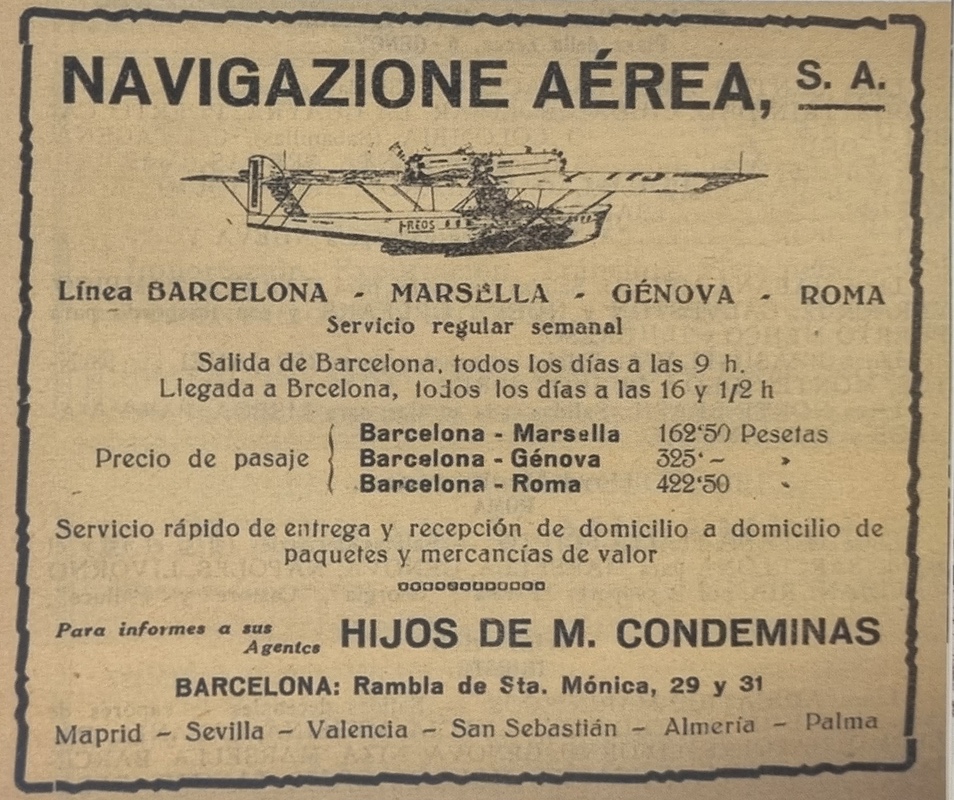 NAVIGAZIONE AÉREA, S. A.
Línea BARCELONA - MARSELLA - GÉNOVA - ROMA
Servicio regular semanal
Salida de Barcelona, todos los días a las 9 h.
Llegada a Brcelona, todos los días a las 16 y 1/2 h
Precio de pasaje
Barcelona - Marsella 162'50 Pesetas
Barcelona - Génova 325'- »
Barcelona - Roma 422'50 »
Servicio rápido de entrega y recepción de domicilio a domicilio de
paquetes y mercancías de valor
Para informes a sus
Agentes HIJOS DE M. CONDEMINAS
BARCELONA: Rambla de Sta. Mónica, 29 y 31
Maprid - Sevilla - Valencia - San Sebastián - Almería - Palma